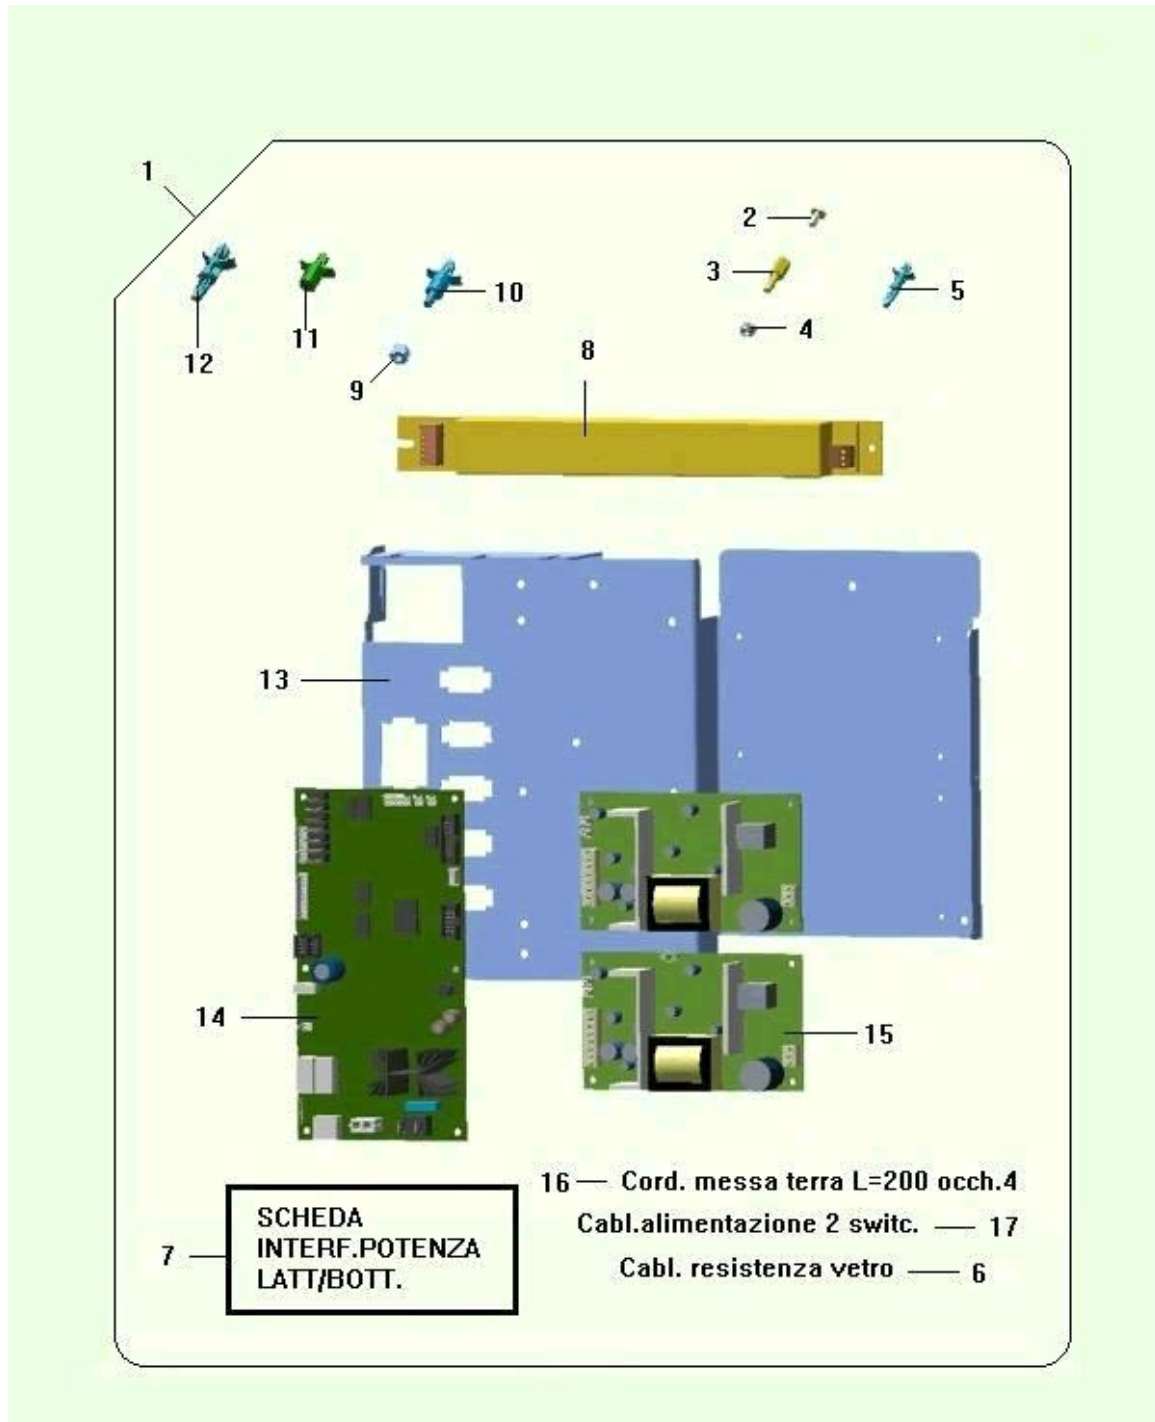 1
2
3
5
10
4
11
12
8
9
13
14
15
16 Cord. messa terra L=200 occh.4
Cabl.alimentazione 2 switc. 17
Cabl. resistenza vetro 6
7
SCHEDA
INTERF.POTENZA
LATT/BOTT.